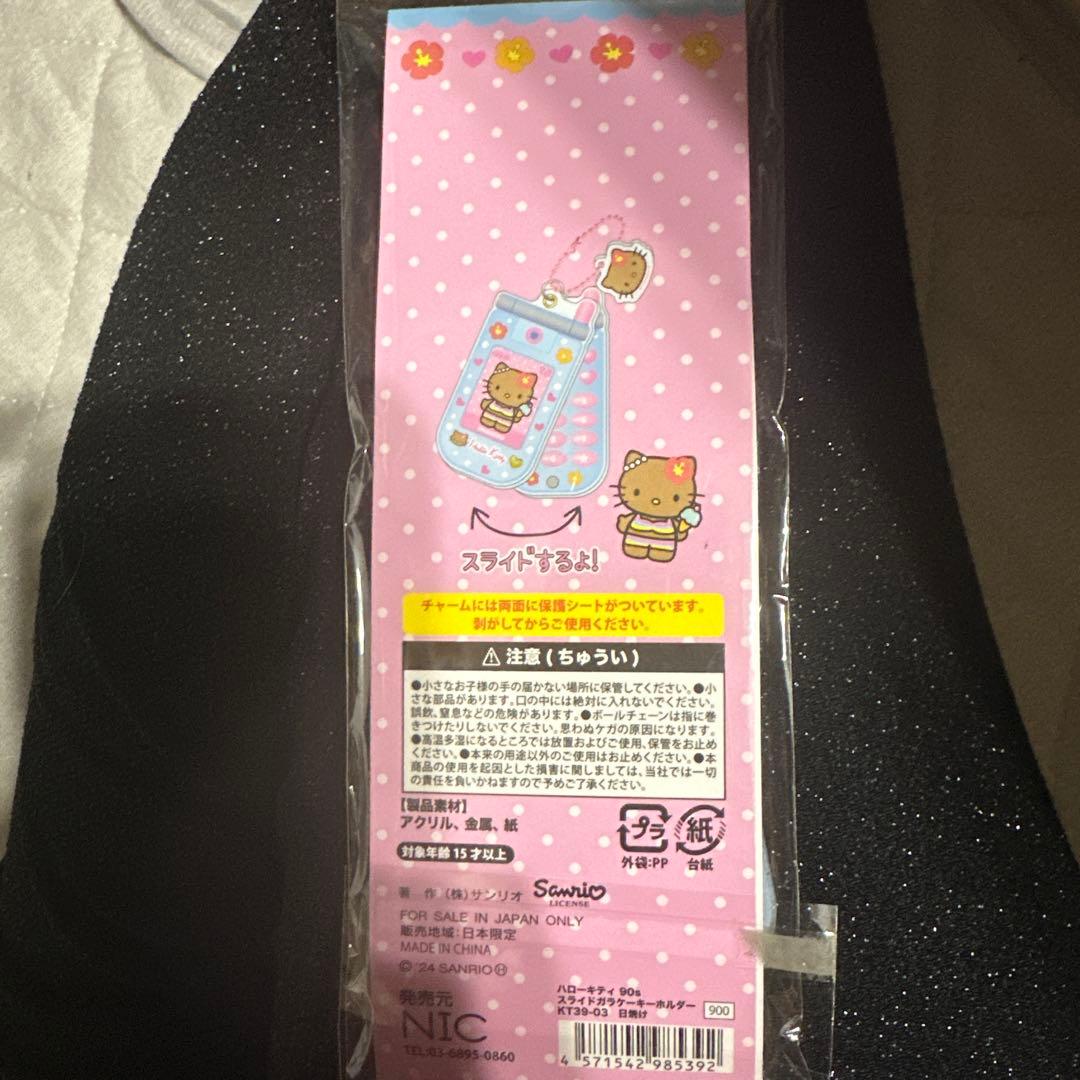 Hello Kitty
スライドするよ!
チャームには両面に保護シートがついています。
剝がしてからご使用ください。
⚠ 注意(ちゅうい)
●小さなお子様の手の届かない場所に保管してください。●小
さな部品があります。口の中には絶対に入れないでください。
誤飲、窒息などの危険があります。●ボールチェーンは指に巻
きつけたりしないでください。思わぬケガの原因になります。
●高温多湿になるところでは放置およびご使用、保管をお止め
ください。●本来の用途以外のご使用はお止めください。●本
商品の使用を起因とした損害に関しましては、当社では一切
の責任を負いかねますので予めご了承ください。
【製品素材】
アクリル、金属、紙
対象年齢15才以上
プラ
外袋:PP
紙
台紙
著 作 (株)サンリオ
Sanrio
LICENSE
FOR SALE IN JAPAN ONLY
販売地域:日本限定
MADE IN CHINA
© '24 SANRIO Ⓗ
発売元
NIC
TEL:03-6895-0860
ハローキティ 90s
スライドガラケーキーホルダー
KT39-03 日焼け
900
4 571542 985392